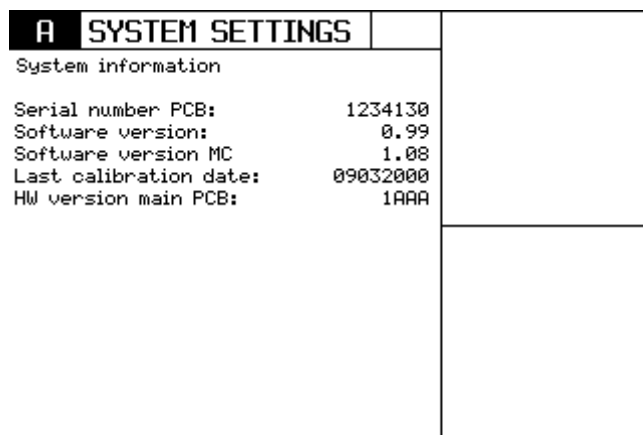 A SYSTEM SETTINGS
System information
Serial number PCB: 1234130
Software version: 0.99
Software version MC 1.08
Last calibration date: 09032000
HW version main PCB: 1AAA